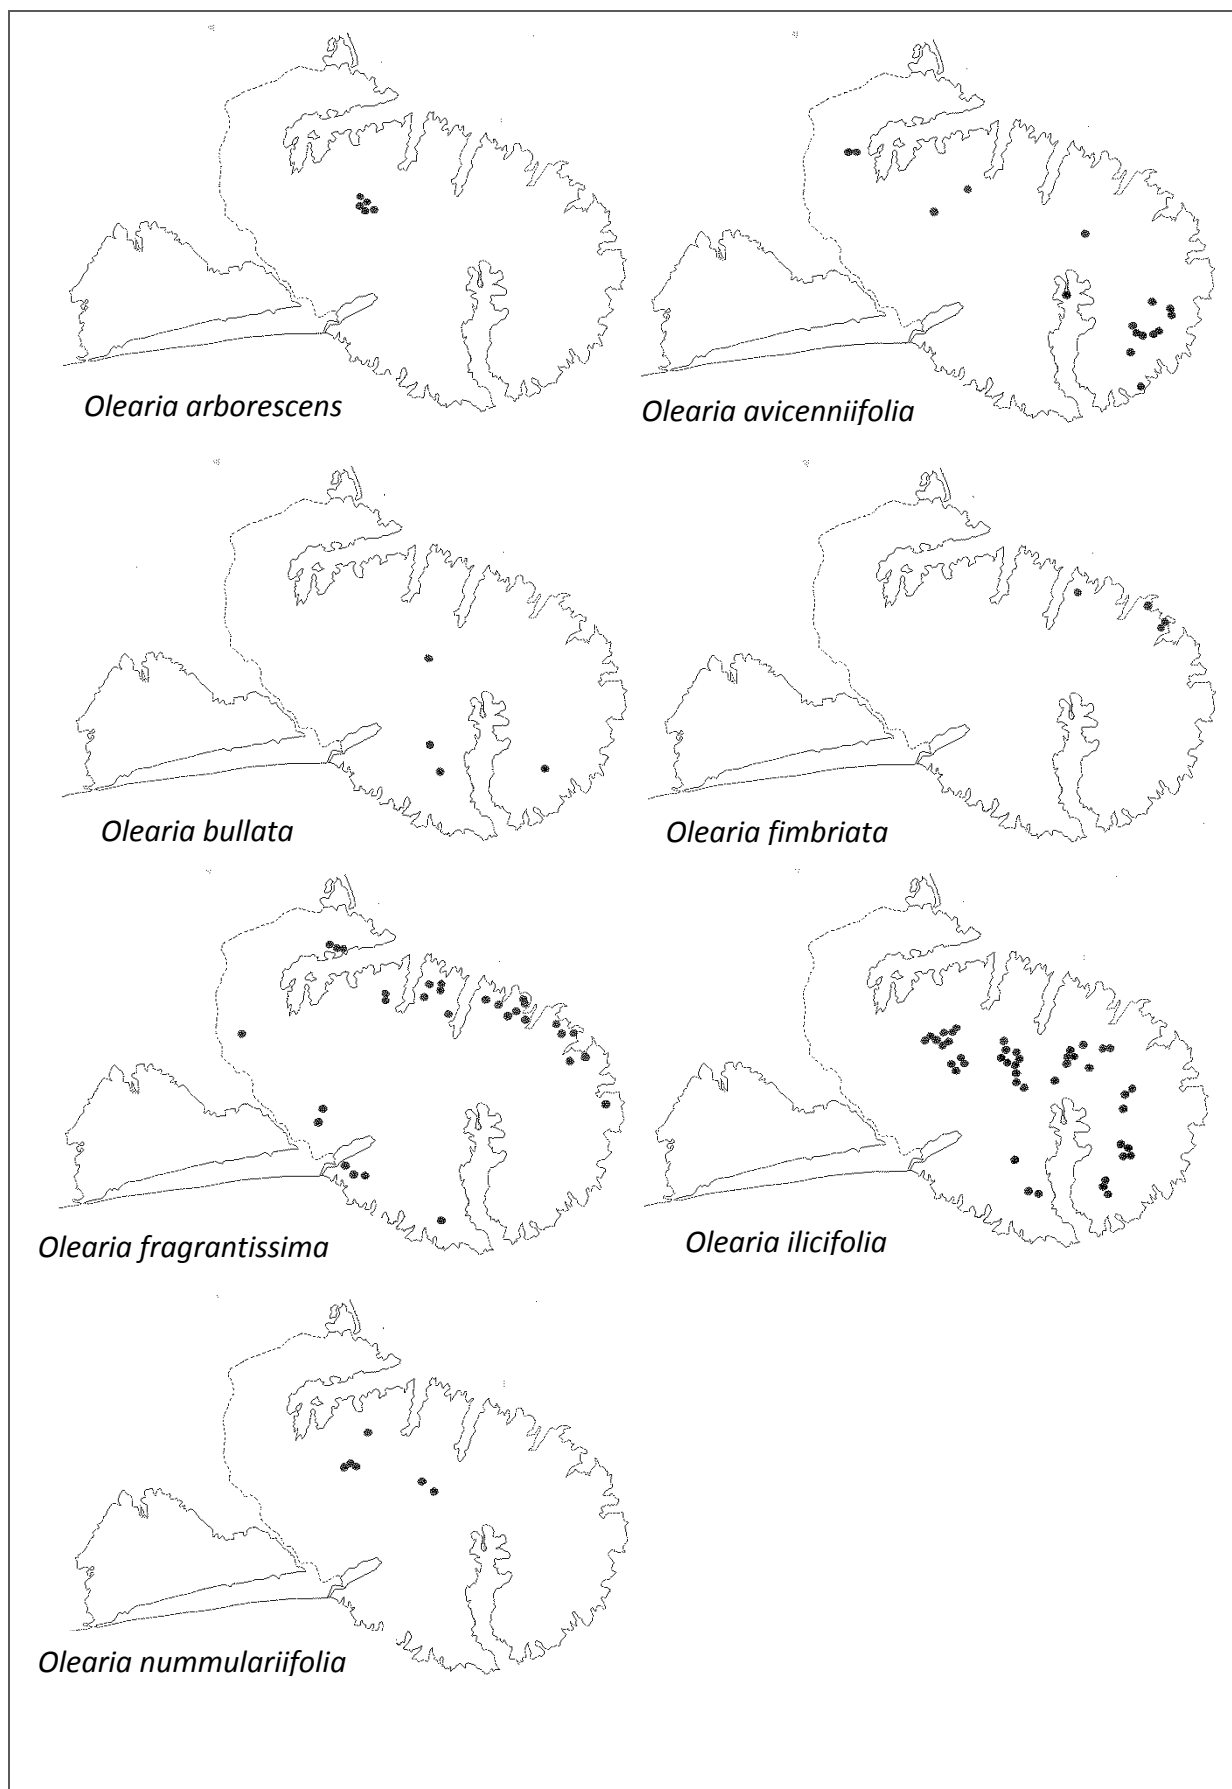 Olearia arborescens
Olearia avicenniifolia
Olearia bullata
Olearia fimbriata
Olearia fragrantissima
Olearia ilicifolia
Olearia nummulariifolia